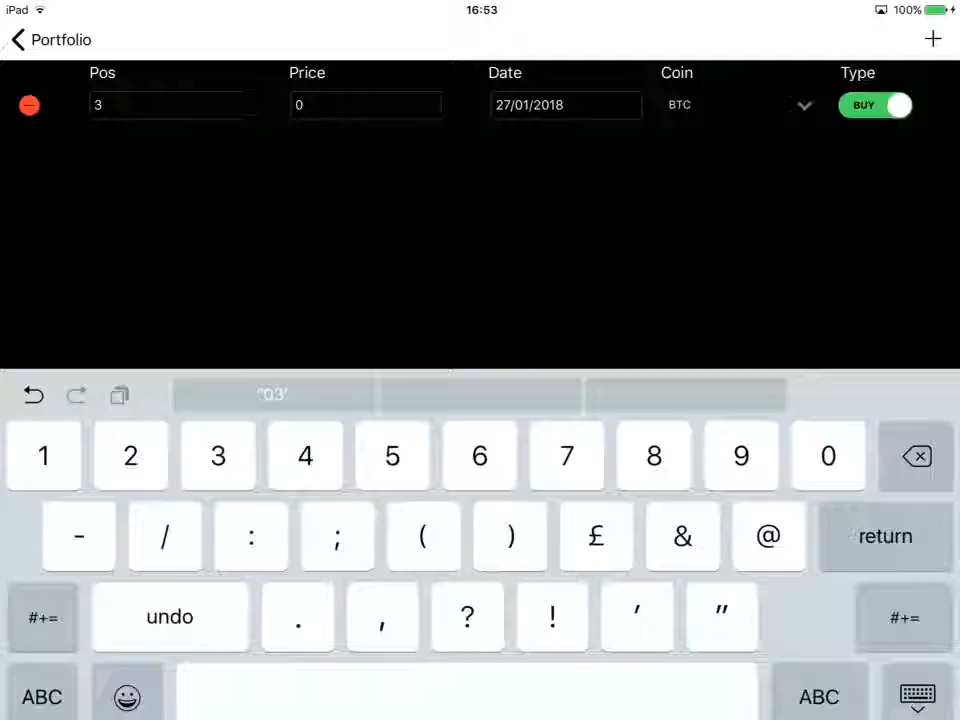 iPad 16:53 100%
Portfolio +
Pos Price Date Coin Type
3 0 27/01/2018 BTC BUY
"03'
1 2 3 4 5 6 7 8 9 0
- / : ; ( ) £ & @ return
#+= undo . , ? ! ' " #+=
ABC ABC